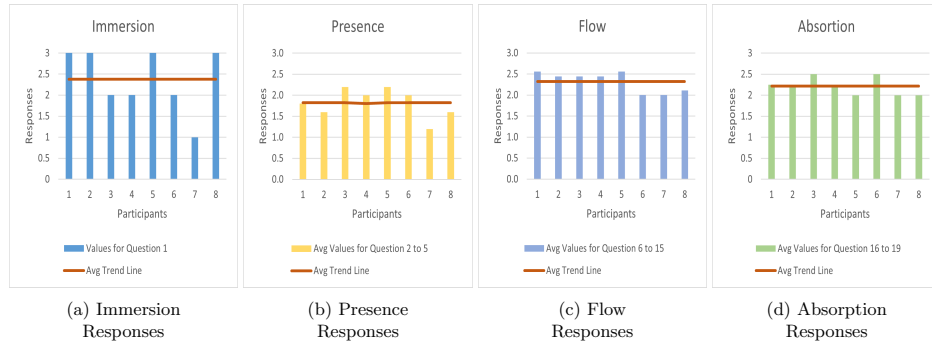 Immersion
3
2.5
2
1.5
1
0.5
0
Responses
1 2 3 4 5 6 7 8
Participants
Values for Question 1
Avg Trend Line
(a) Immersion
Responses
Presence
3.0
2.5
2.0
1.5
1.0
0.5
0.0
Responses
1 2 3 4 5 6 7 8
Participants
Avg Values for Question 2 to 5
Avg Trend Line
(b) Presence
Responses
Flow
3.0
2.5
2.0
1.5
1.0
0.5
0.0
Responses
1 2 3 4 5 6 7 8
Participants
Avg Values for Question 6 to 15
Avg Trend Line
(c) Flow
Responses
Absortion
3
2.5
2
1.5
1
0.5
0
Responses
1 2 3 4 5 6 7 8
Participants
Avg Values for Question 16 to 19
Avg Trend Line
(d) Absorption
Responses